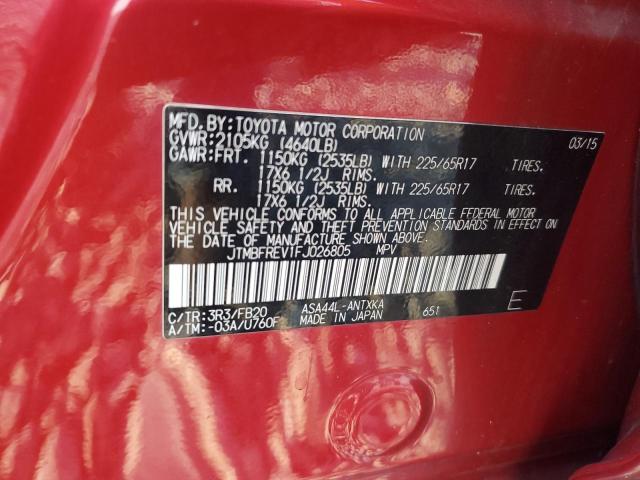 MFD.BY:TOYOTA MOTOR CORPORATION 03/15
GVWR:2105KG (4640LB)
GAWR:FRT. 1150KG (2535LB) WITH 225/65R17 TIRES.
17X6 1/2J RIMS.
RR. 1150KG (2535LB) WITH 225/65R17 TIRES.
17X6 1/2J RIMS.
THIS VEHICLE CONFORMS TO ALL APPLICABLE FEDERAL MOTOR
VEHICLE SAFETY AND BUMPER STANDARDS IN EFFECT ON
THE DATE OF MANUFACTURE SHOWN ABOVE.
JTMBFREV1FJ026805 MPV
C/TR:3R3/FB20 ASA44L-ANTXKA 651 E
A/TM:-03A/U760F MADE IN JAPAN